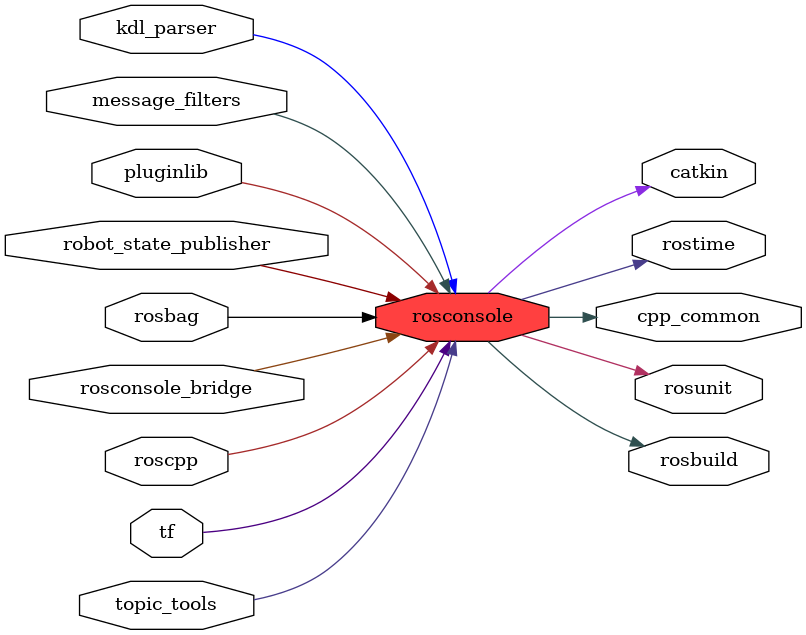 kdl_parser
message_filters
pluginlib
robot_state_publisher
rosbag
rosconsole_bridge
roscpp
tf
topic_tools
rosconsole
catkin
rostime
cpp_common
rosunit
rosbuild